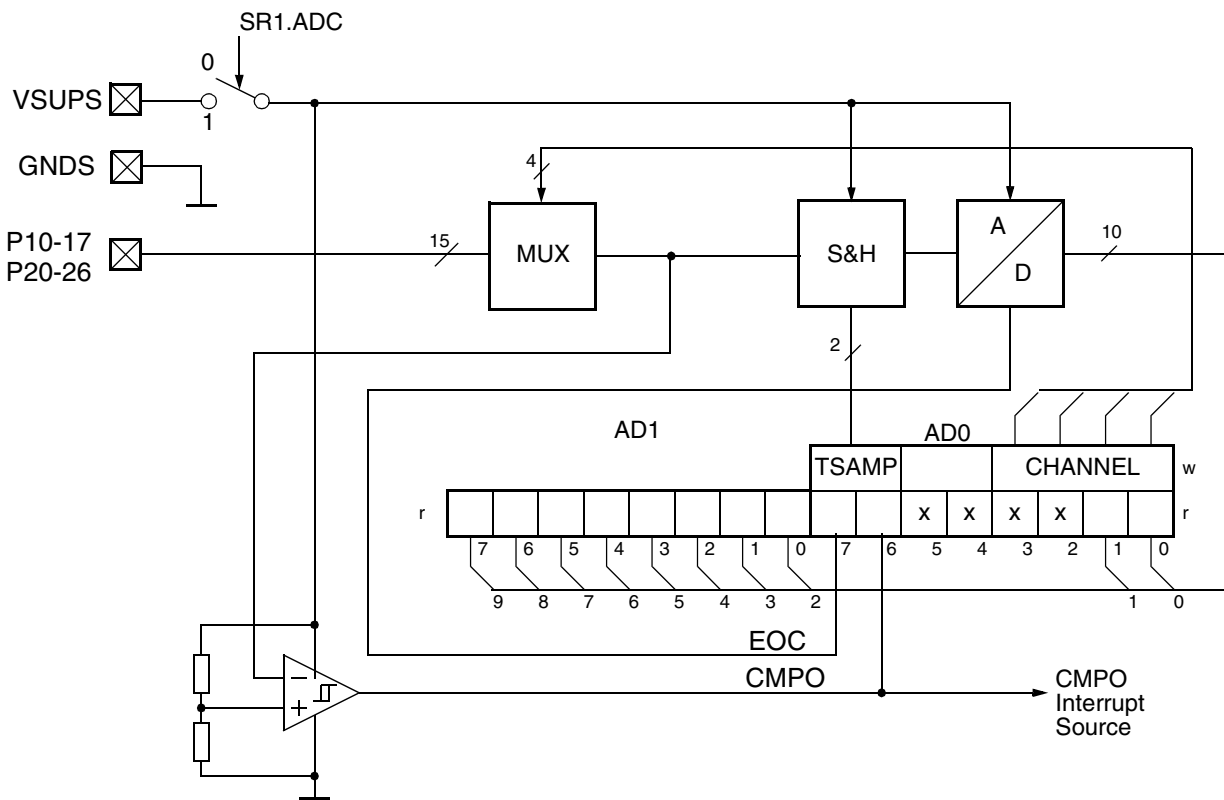 SR1.ADC
0
VSUPS
1
GNDS
4
P10-17
P20-26
15
MUX
S&H
A
D
10
2
AD1
AD0
TSAMP
CHANNEL
w
r
x x x x
r
7 6 5 4 3 2 1 0 7 6 5 4 3 2 1 0
9 8 7 6 5 4 3 2 1 0
EOC
CMPO
−
+
CMPO
Interrupt
Source